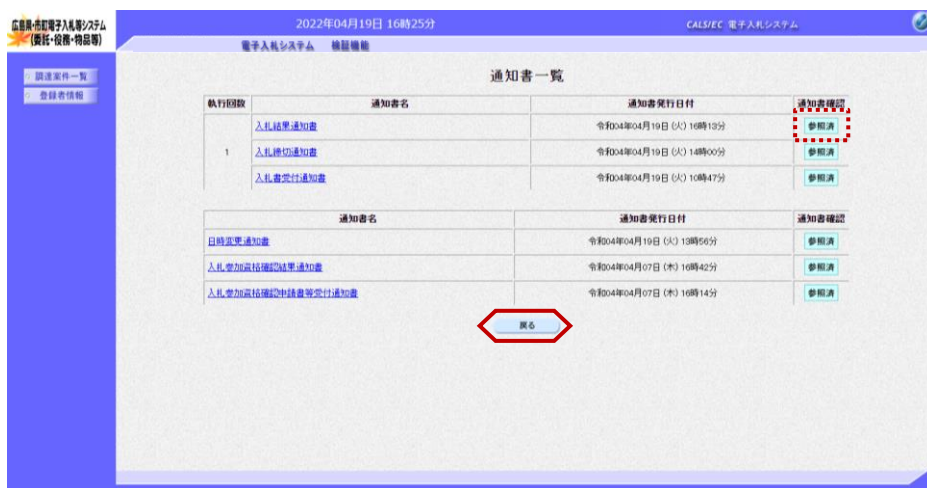 広島県・市町電子入札等システム
(委託・役務・物品等)
2022年04月19日 16時25分
CALS/EC 電子入札システム
電子入札システム 検証機能
調達案件一覧
登録者情報
通知書一覧
執行回数 通知書名 通知書発行日付 通知書確認
入札結果通知書 令和04年04月19日 (火) 16時13分 参照済
1 入札締切通知書 令和04年04月19日 (火) 14時00分 参照済
入札書受付通知書 令和04年04月19日 (火) 10時47分 参照済
通知書名 通知書発行日付 通知書確認
日時変更通知書 令和04年04月19日 (火) 13時56分 参照済
入札参加資格確認結果通知書 令和04年04月07日 (木) 16時42分 参照済
入札参加資格確認申請書等受付通知書 令和04年04月07日 (木) 16時14分 参照済
戻る